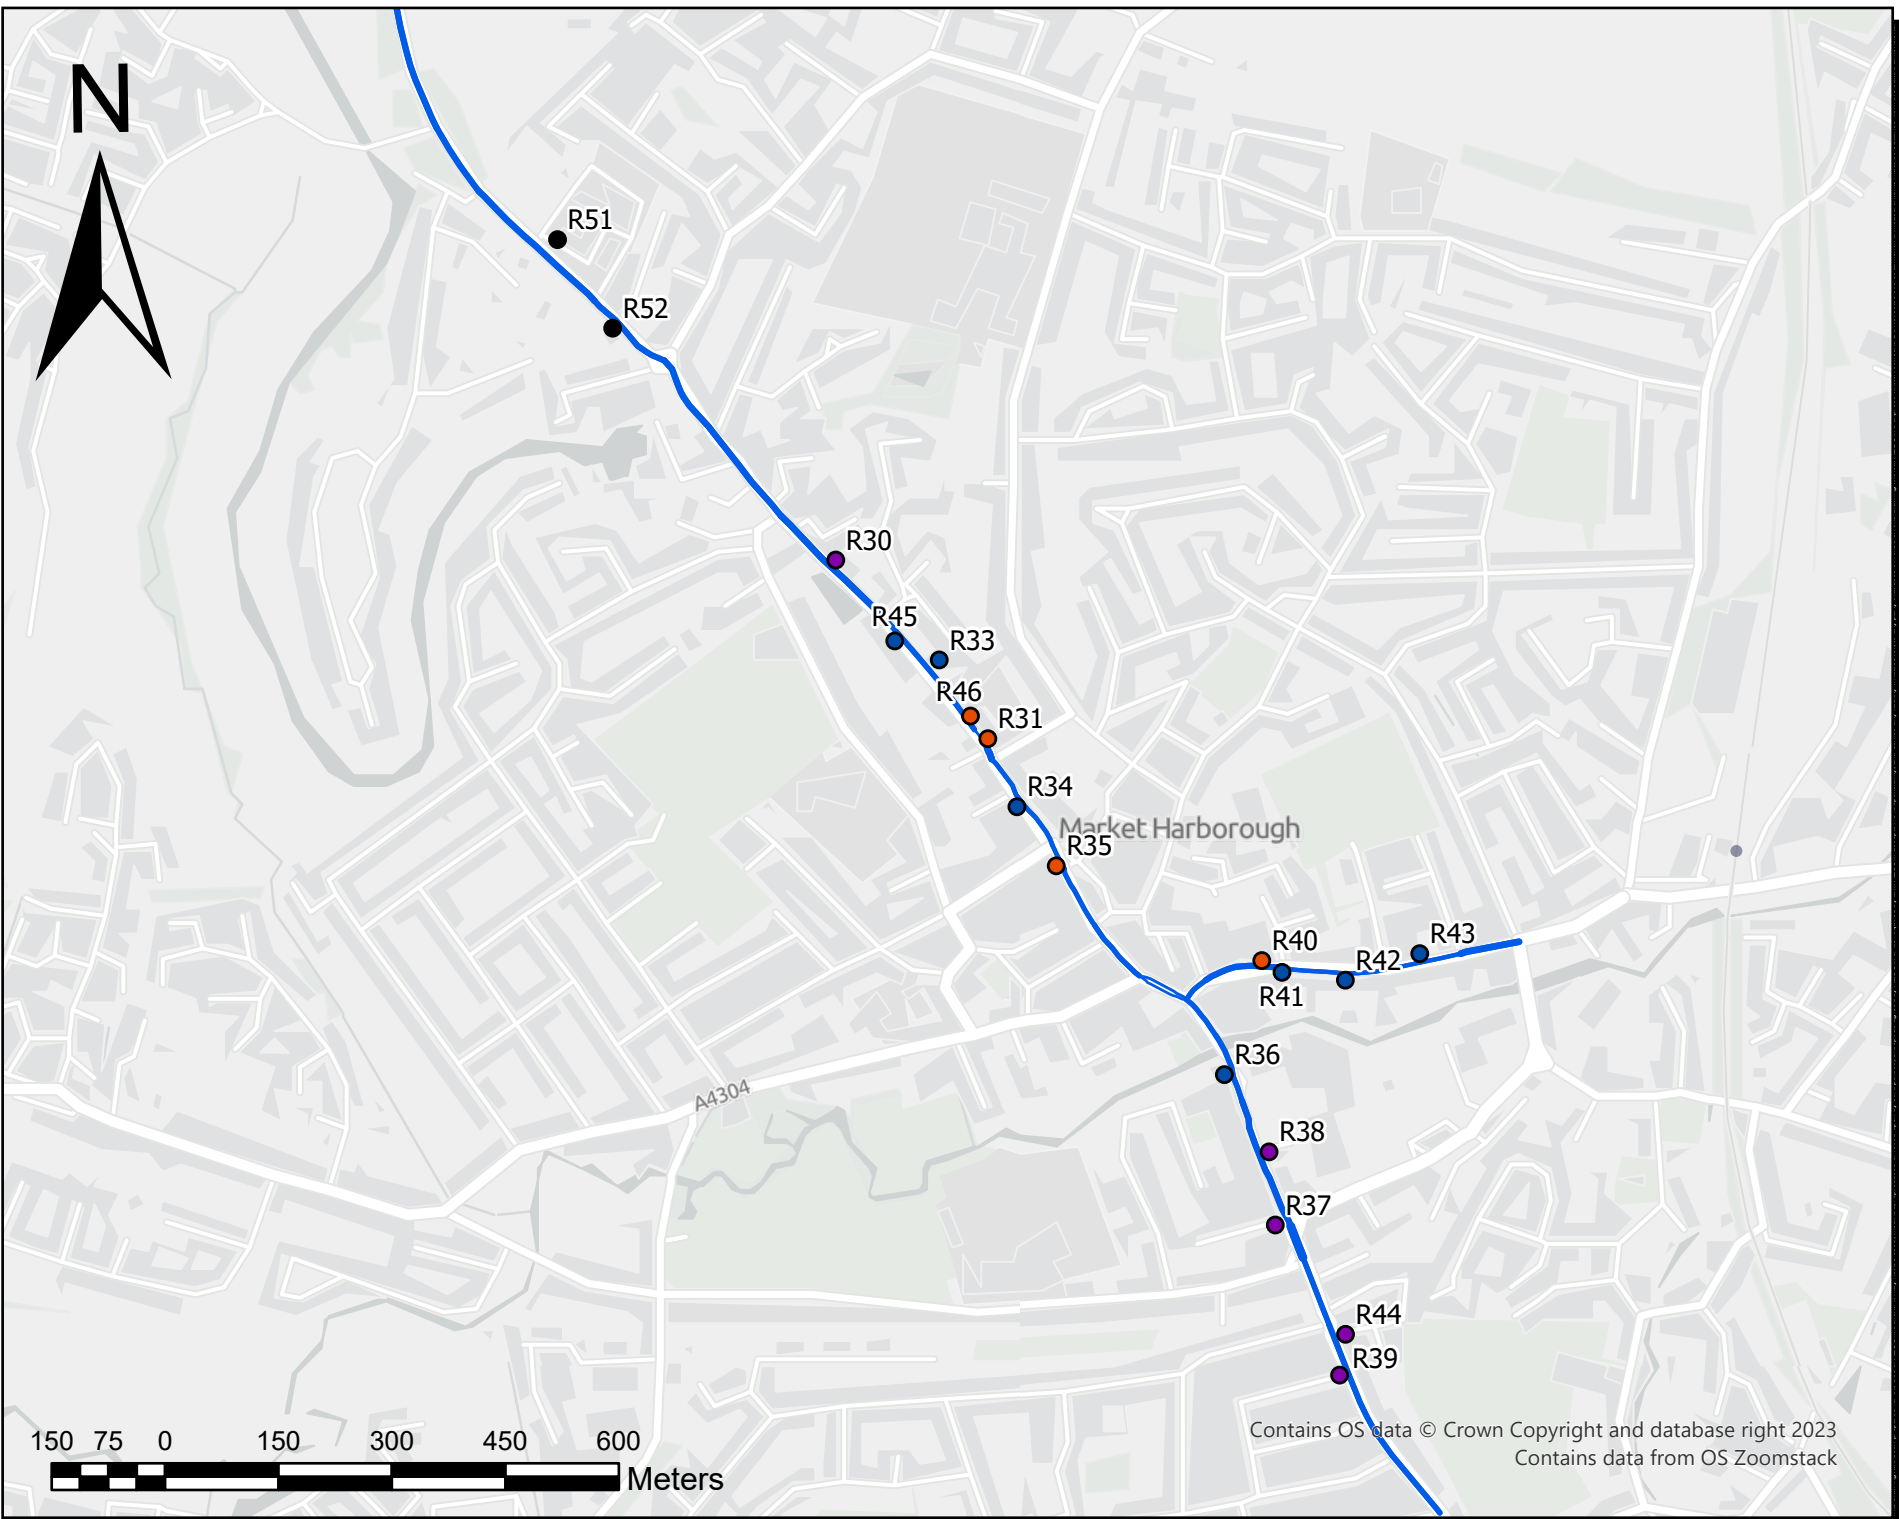 N
R51
R52
R30
R45
R33
R46
R31
R34
Market Harborough
R35
R40
R43
R42
R41
R36
A4304
R38
R37
R44
R39
150 75 0 150 300 450 600
Meters
Contains OS data © Crown Copyright and database right 2023
Contains data from OS Zoomstack